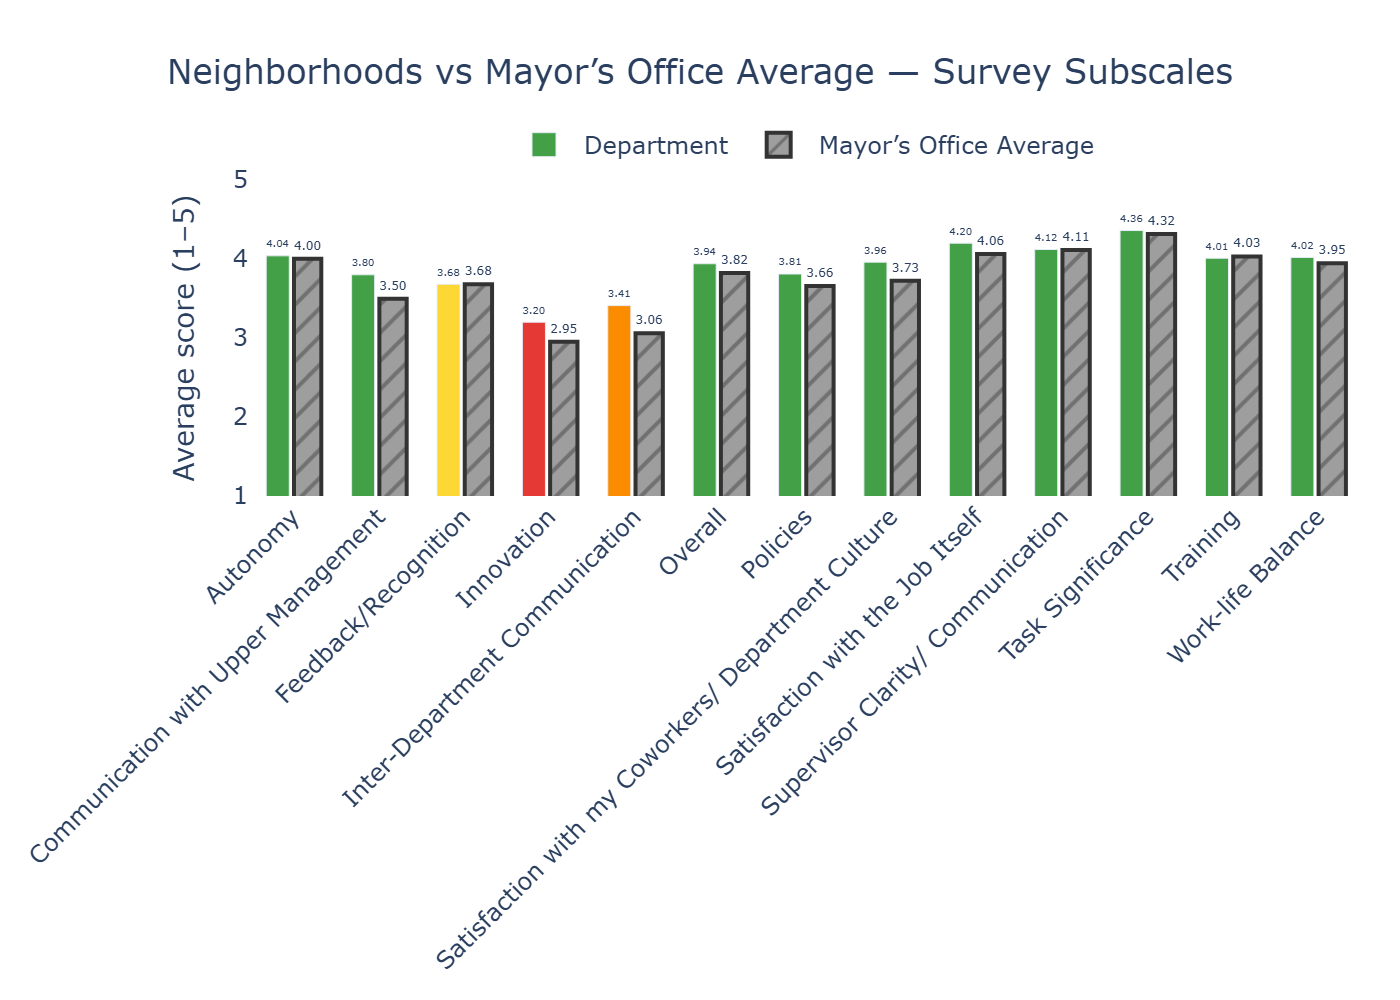 Neighborhoods vs Mayor’s Office Average — Survey Subscales
Department
Mayor’s Office Average
Average score (1–5)
5
4
3
2
1
4.04 4.00
3.80 3.50
3.68 3.68
3.20 2.95
3.41 3.06
3.94 3.82
3.81 3.66
3.96 3.73
4.20 4.06
4.12 4.11
4.36 4.32
4.01 4.03
4.02 3.95
Autonomy
Communication with Upper Management
Feedback/Recognition
Innovation
Inter-Department Communication
Overall
Policies
Satisfaction with my Coworkers/ Department Culture
Satisfaction with the Job Itself
Supervisor Clarity/ Communication
Task Significance
Training
Work-life Balance